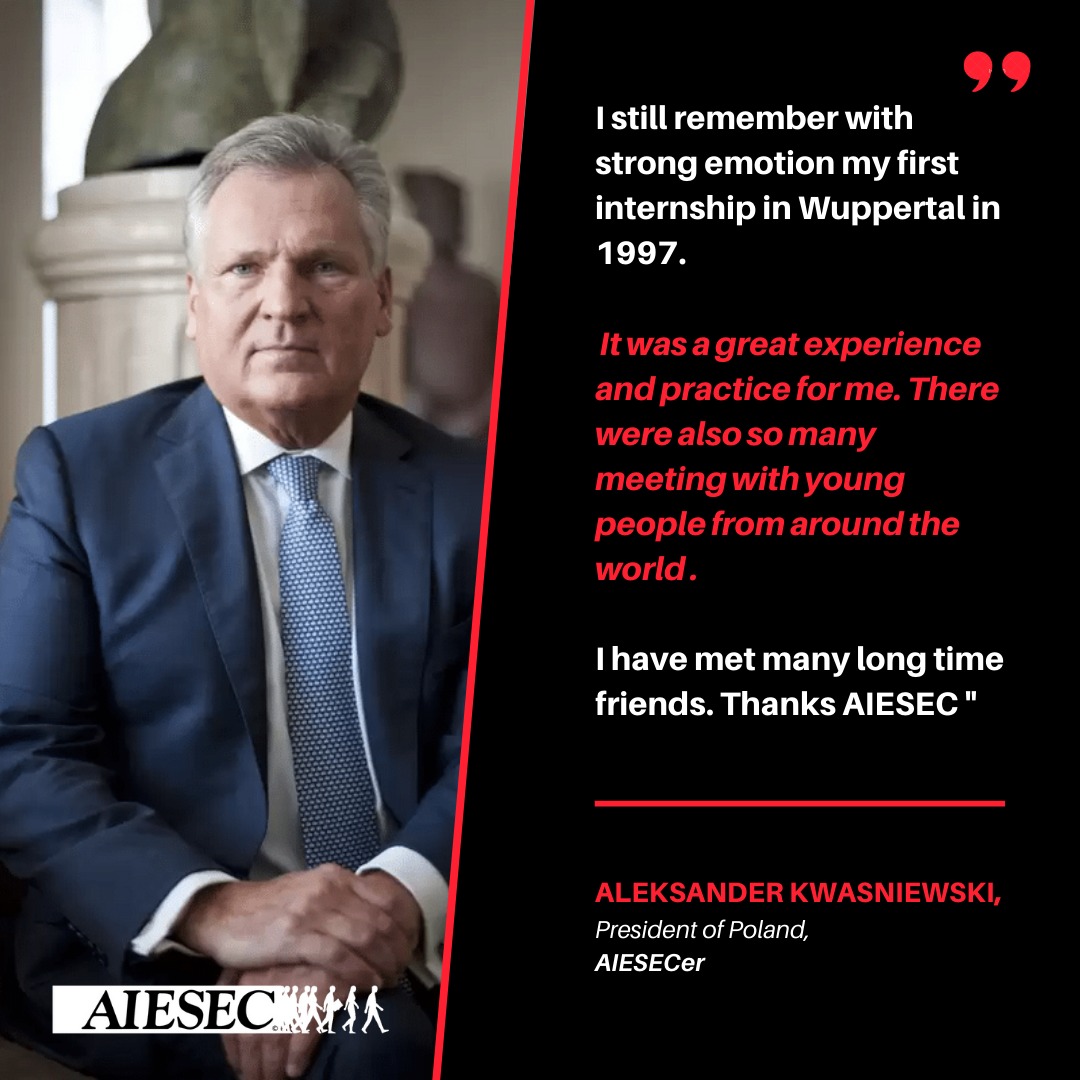 ”
I still remember with
strong emotion my first
internship in Wuppertal in
1997.
It was a great experience
and practice for me. There
were also so many
meeting with young
people from around the
world .
I have met many long time
friends. Thanks AIESEC "
ALEKSANDER KWASNIEWSKI,
President of Poland,
AIESECer
AIESEC